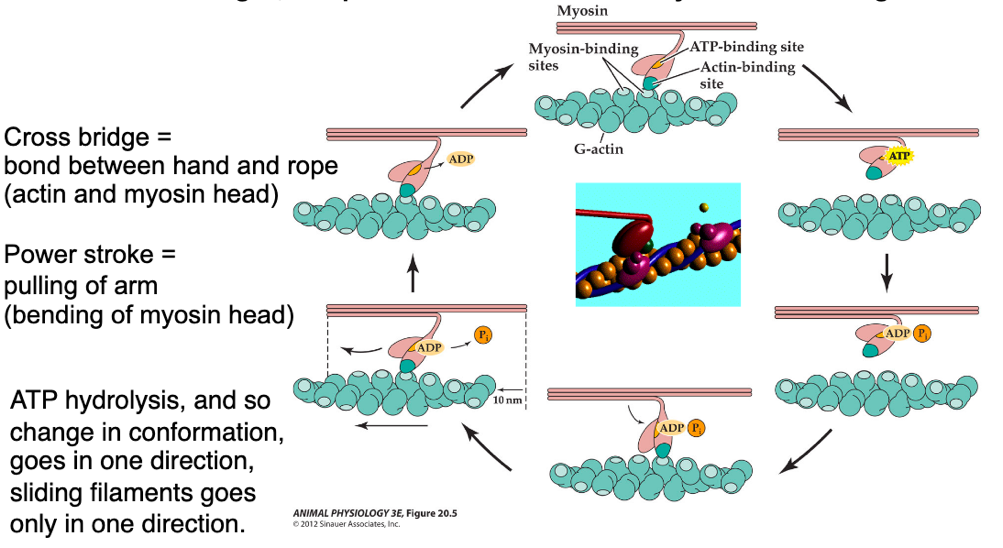 Myosin
Myosin-binding
sites
ATP-binding site
Actin-binding
site
G-actin
Cross bridge =
bond between hand and rope
(actin and myosin head)
Power stroke =
pulling of arm
(bending of myosin head)
ATP hydrolysis, and so
change in conformation,
goes in one direction,
sliding filaments goes
only in one direction.
ADP
ATP
ADP Pi
ADP Pi
ADP
Pi
10 nm
ANIMAL PHYSIOLOGY 3E, Figure 20.5
© 2012 Sinauer Associates, Inc.